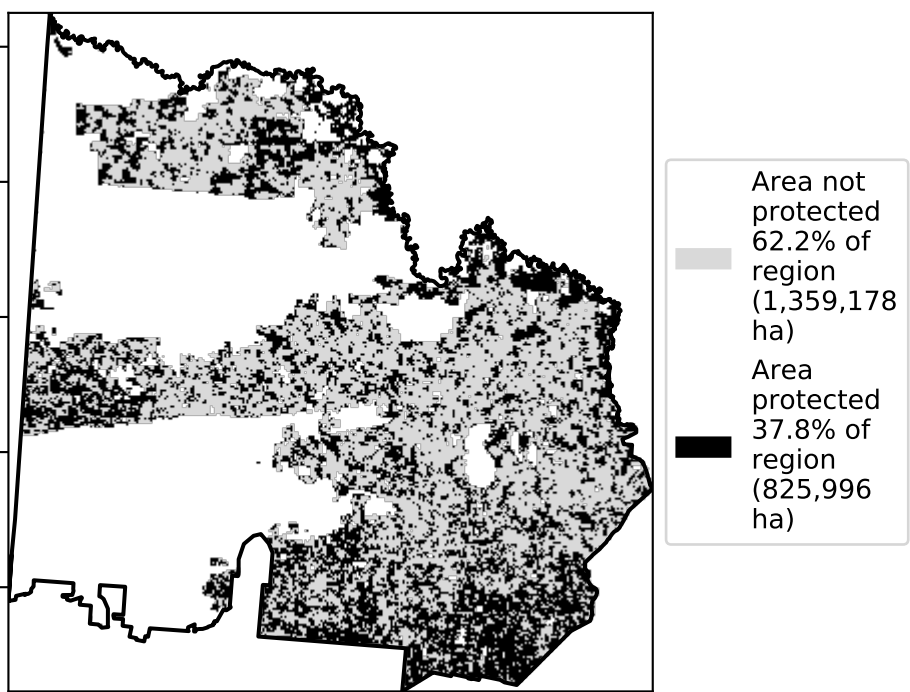 Area not
protected
62.2% of
region
(1,359,178
ha)
Area
protected
37.8% of
region
(825,996
ha)